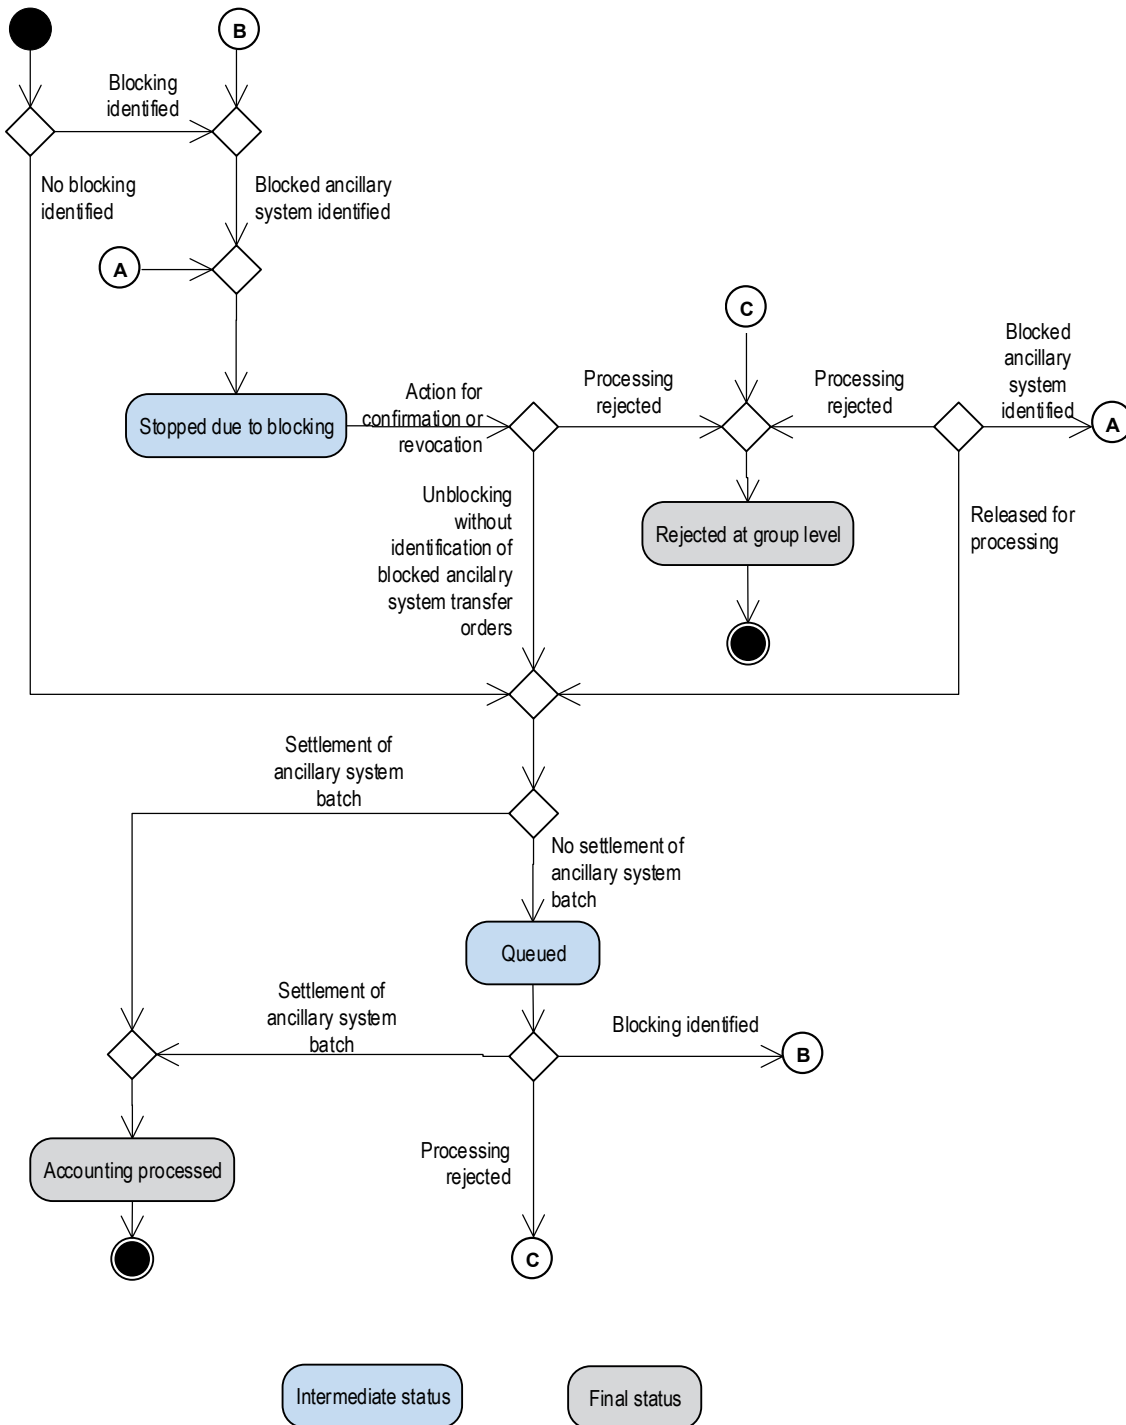 B
Blocking
identified
No blocking
identified
Blocked ancillary
system identified
A
C
Blocked
ancillary
system
identified
Action for
confirmation or
revocation
Processing
rejected
Processing
rejected
A
Stopped due to blocking
Unblocking
without
identification of
blocked ancilalry
system transfer
orders
Rejected at group level
Released for
processing
Settlement of
ancillary system
batch
No settlement of
ancillary system
batch
Queued
Settlement of
ancillary system
batch
Blocking identified
B
Processing
rejected
Accounting processed
C
Intermediate status
Final status